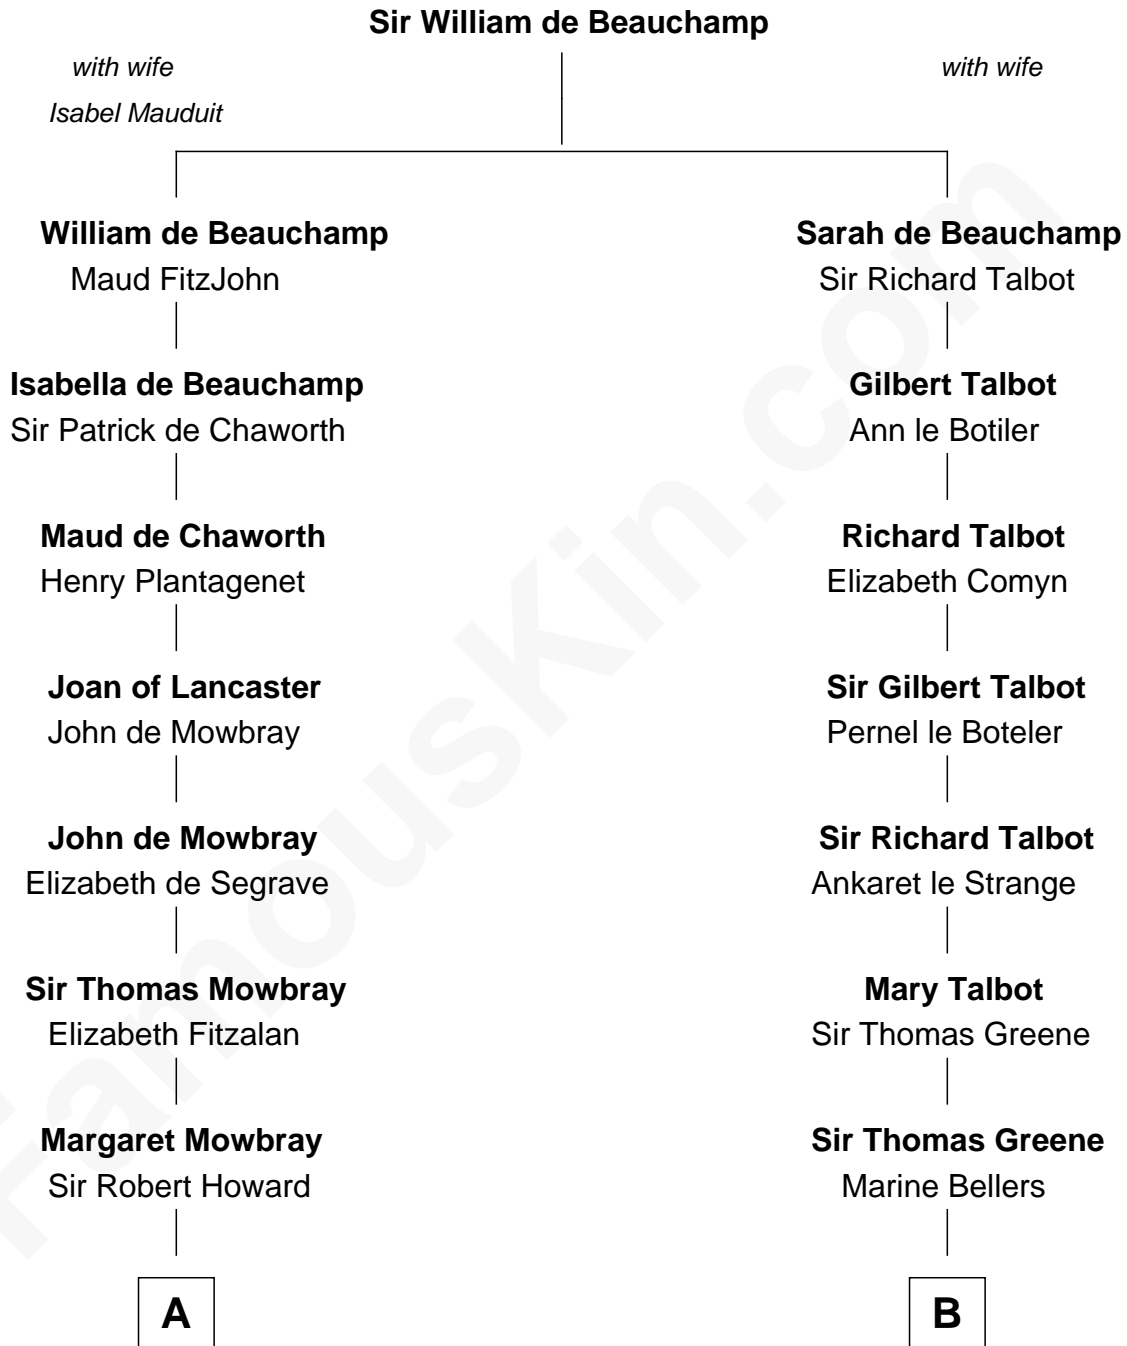 Sir William de Beauchamp
with wife
Isabel Mauduit
with wife
William de Beauchamp
Maud FitzJohn
Sarah de Beauchamp
Sir Richard Talbot
Isabella de Beauchamp
Sir Patrick de Chaworth
Gilbert Talbot
Ann le Botiler
Maud de Chaworth
Henry Plantagenet
Richard Talbot
Elizabeth Comyn
Joan of Lancaster
John de Mowbray
Sir Gilbert Talbot
Pernel le Boteler
John de Mowbray
Elizabeth de Segrave
Sir Richard Talbot
Ankaret le Strange
Sir Thomas Mowbray
Elizabeth Fitzalan
Mary Talbot
Sir Thomas Greene
Margaret Mowbray
Sir Robert Howard
Sir Thomas Greene
Marine Bellers
A
B
FamousKin.com